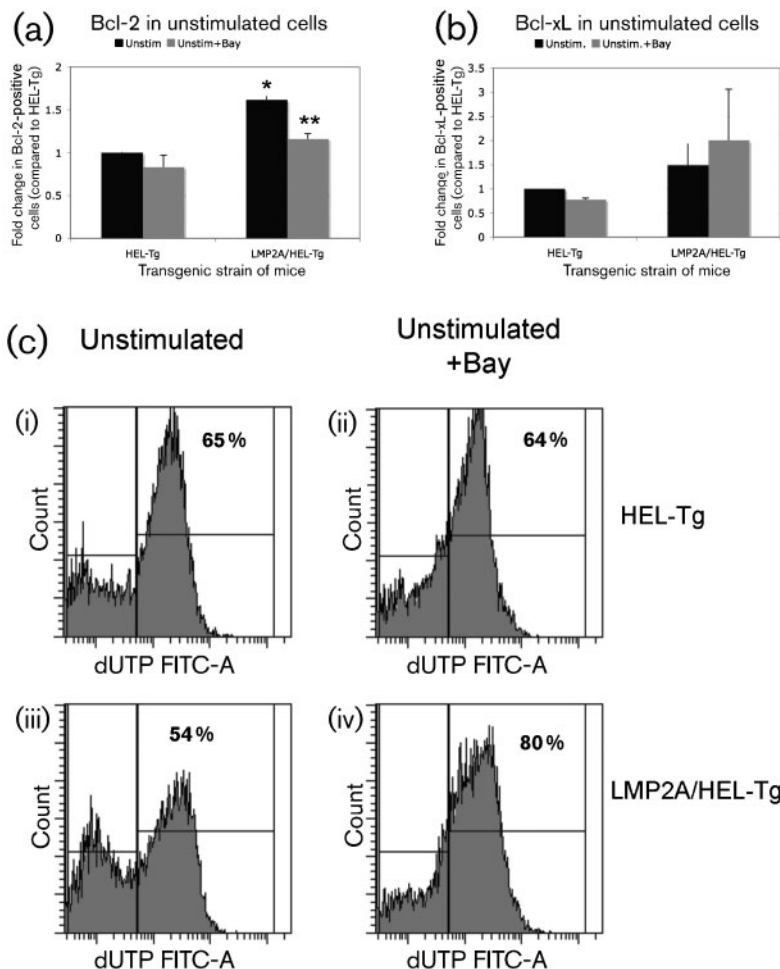 (a)
Bcl-2 in unstimulated cells
Unstim Unstim+Bay
Fold change in Bcl-2-positive
cells (compared to HEL-Tg)
2
1.5
1
0.5
0
*
**
HEL-Tg LMP2A/HEL-Tg
Transgenic strain of mice
(b)
Bcl-xL in unstimulated cells
Unstim. Unstim.+Bay
Fold change in Bcl-xL-positive
cells (compared to HEL-Tg)
3.5
3
2.5
2
1.5
1
0.5
0
HEL-Tg LMP2A/HEL-Tg
Transgenic strain of mice
(c)
Unstimulated
Unstimulated
+Bay
(i)
65 %
Count
dUTP FITC-A
(ii)
64 %
Count
dUTP FITC-A
HEL-Tg
(iii)
54 %
Count
dUTP FITC-A
(iv)
80 %
Count
dUTP FITC-A
LMP2A/HEL-Tg